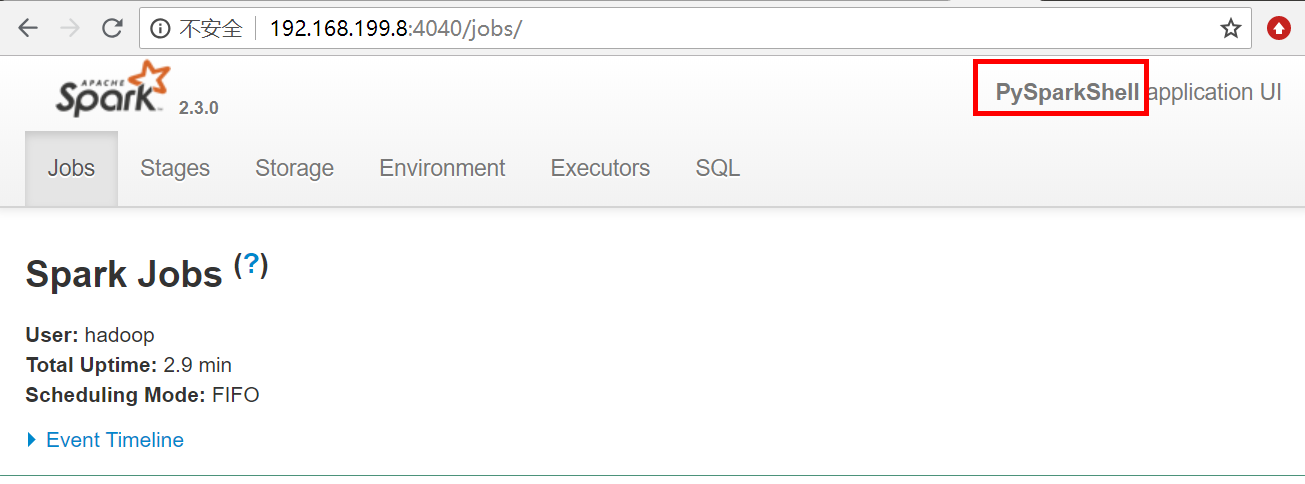 不安全 192.168.199.8:4040/jobs/
APACHE
Spark 2.3.0
PySparkShell application UI
Jobs Stages Storage Environment Executors SQL
Spark Jobs (?)
User: hadoop
Total Uptime: 2.9 min
Scheduling Mode: FIFO
Event Timeline